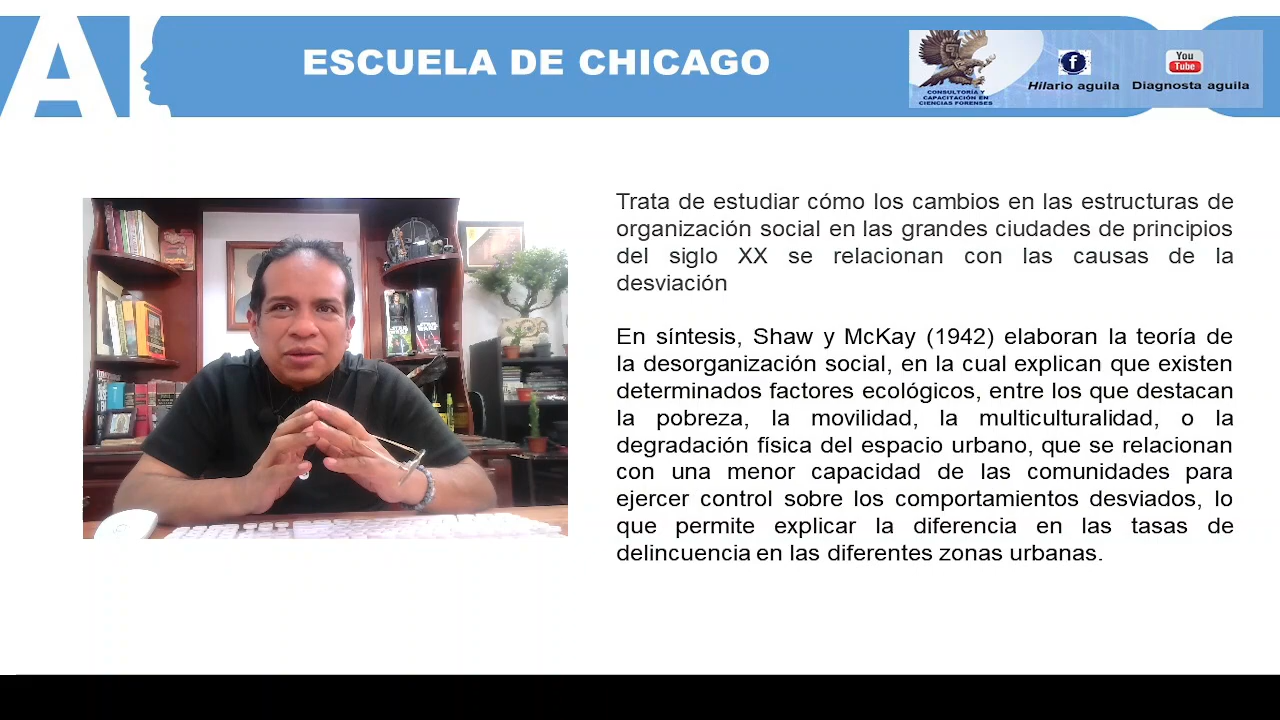 AI
ESCUELA DE CHICAGO
CONSULTORÍA Y
CAPACITACIÓN EN
CIENCIAS FORENSES
f
Hilario aguila
You
Tube
Diagnosta aguila
Trata de estudiar cómo los cambios en las estructuras de
organización social en las grandes ciudades de principios
del siglo XX se relacionan con las causas de la
desviación
En síntesis, Shaw y McKay (1942) elaboran la teoría de
la desorganización social, en la cual explican que existen
determinados factores ecológicos, entre los que destacan
la pobreza, la movilidad, la multiculturalidad, o la
degradación física del espacio urbano, que se relacionan
con una menor capacidad de las comunidades para
ejercer control sobre los comportamientos desviados, lo
que permite explicar la diferencia en las tasas de
delincuencia en las diferentes zonas urbanas.